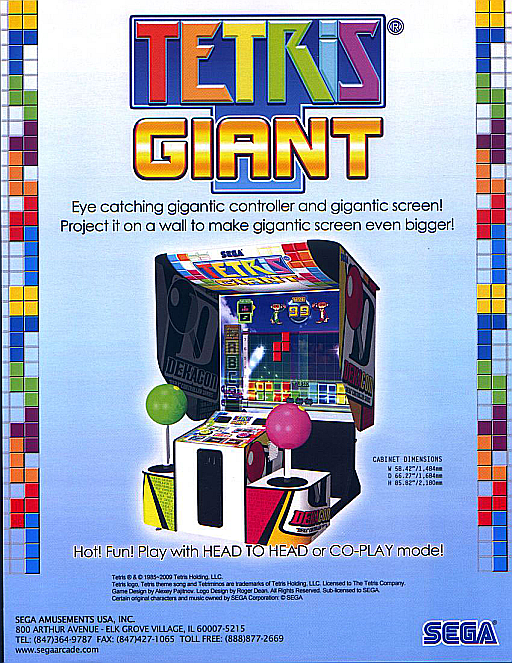 TETRiS®
GIANT
Eye catching gigantic controller and gigantic screen!
Project it on a wall to make gigantic screen even bigger!
SEGA
TETRiS
GIANT
99
DEKACON
DEKACON
CABINET DIMENSIONS
W 58.42"/1,484mm
D 66.27"/1,684mm
H 85.82"/2,180mm
DEKACON
Hot! Fun! Play with HEAD TO HEAD or CO-PLAY mode!
Tetris ® & © 1985~2009 Tetris Holding, LLC.
Tetris logo, Tetris theme song and Tetriminos are trademarks of Tetris Holding, LLC. Licensed to The Tetris Company.
Game Design by Alexey Pajitnov. Logo Design by Roger Dean. All Rights Reserved. Sub-licensed to SEGA.
Certain original characters and music owned by SEGA Corporation: © SEGA
SEGA AMUSEMENTS USA, INC.
800 ARTHUR AVENUE - ELK GROVE VILLAGE, IL 60007-5215
TEL: (847)364-9787 FAX: (847)427-1065 TOLL FREE: (888)877-2669
www.segaarcade.com
SEGA®